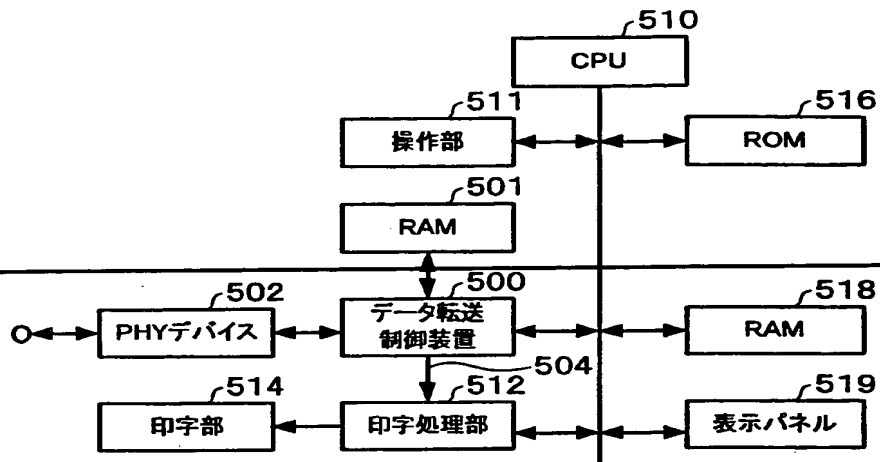 510
CPU
511
操作部
516
ROM
501
RAM
502
PHYデバイス
500
データ転送
制御装置
518
RAM
504
514
印字部
512
印字処理部
519
表示パネル